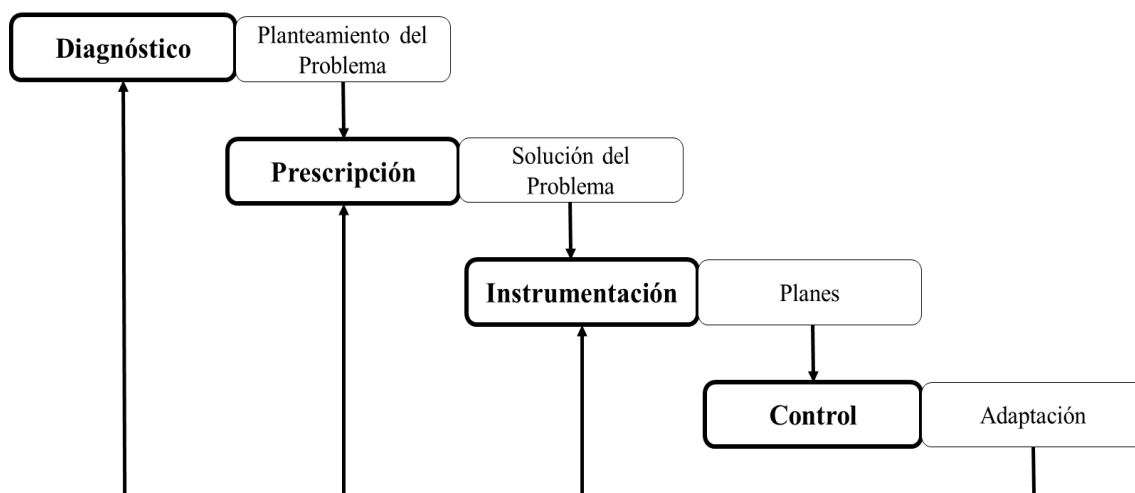 Diagnóstico
Planteamiento del
Problema
Prescripción
Solución del
Problema
Instrumentación
Planes
Control
Adaptación